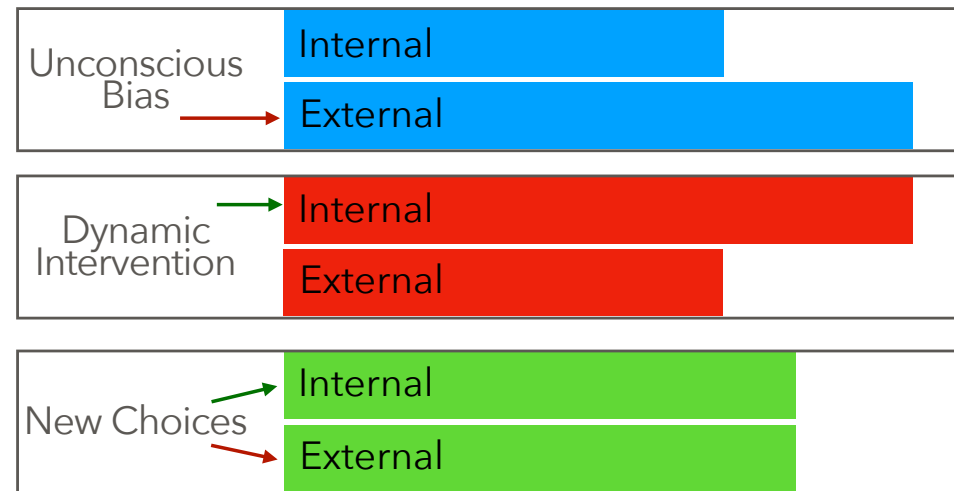 Unconscious
Bias
Internal
External
Dynamic
Intervention
Internal
External
New Choices
Internal
External